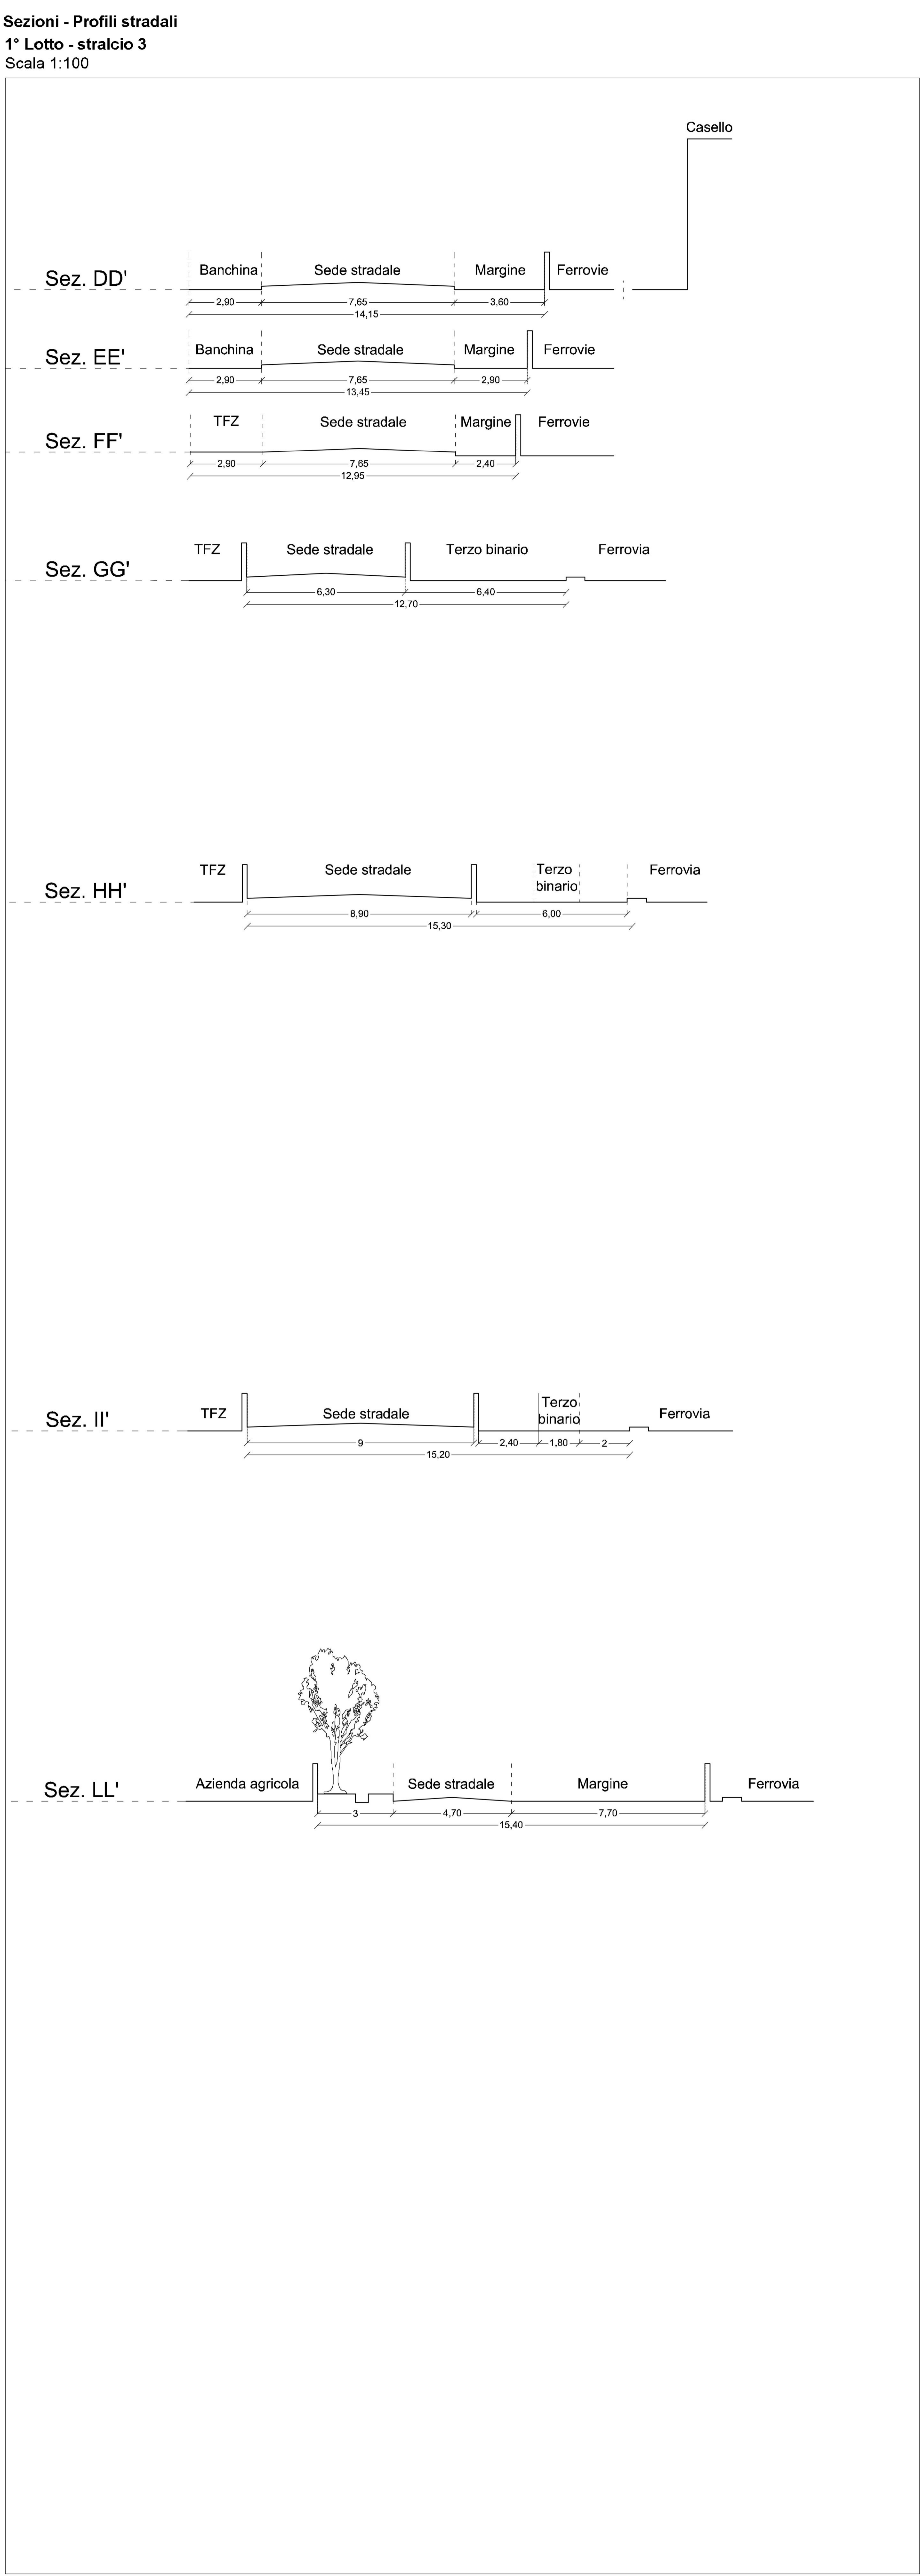 Sezioni - Profili stradali
1° Lotto - stralcio 3
Scala 1:100
Casello
Sez. DD'
Banchina
Sede stradale
Margine
Ferrovie
2,90
7,65
3,60
14,15
Sez. EE'
Banchina
Sede stradale
Margine
Ferrovie
2,90
7,65
2,90
13,45
Sez. FF'
TFZ
Sede stradale
Margine
Ferrovie
2,90
7,65
2,40
12,95
Sez. GG'
TFZ
Sede stradale
Terzo binario
Ferrovia
6,30
6,40
12,70
Sez. HH'
TFZ
Sede stradale
Terzo
binario
Ferrovia
8,90
6,00
15,30
Sez. II'
TFZ
Sede stradale
Terzo
binario
Ferrovia
9
2,40
1,80
2
15,20
Sez. LL'
Azienda agricola
Sede stradale
Margine
Ferrovia
3
4,70
7,70
15,40